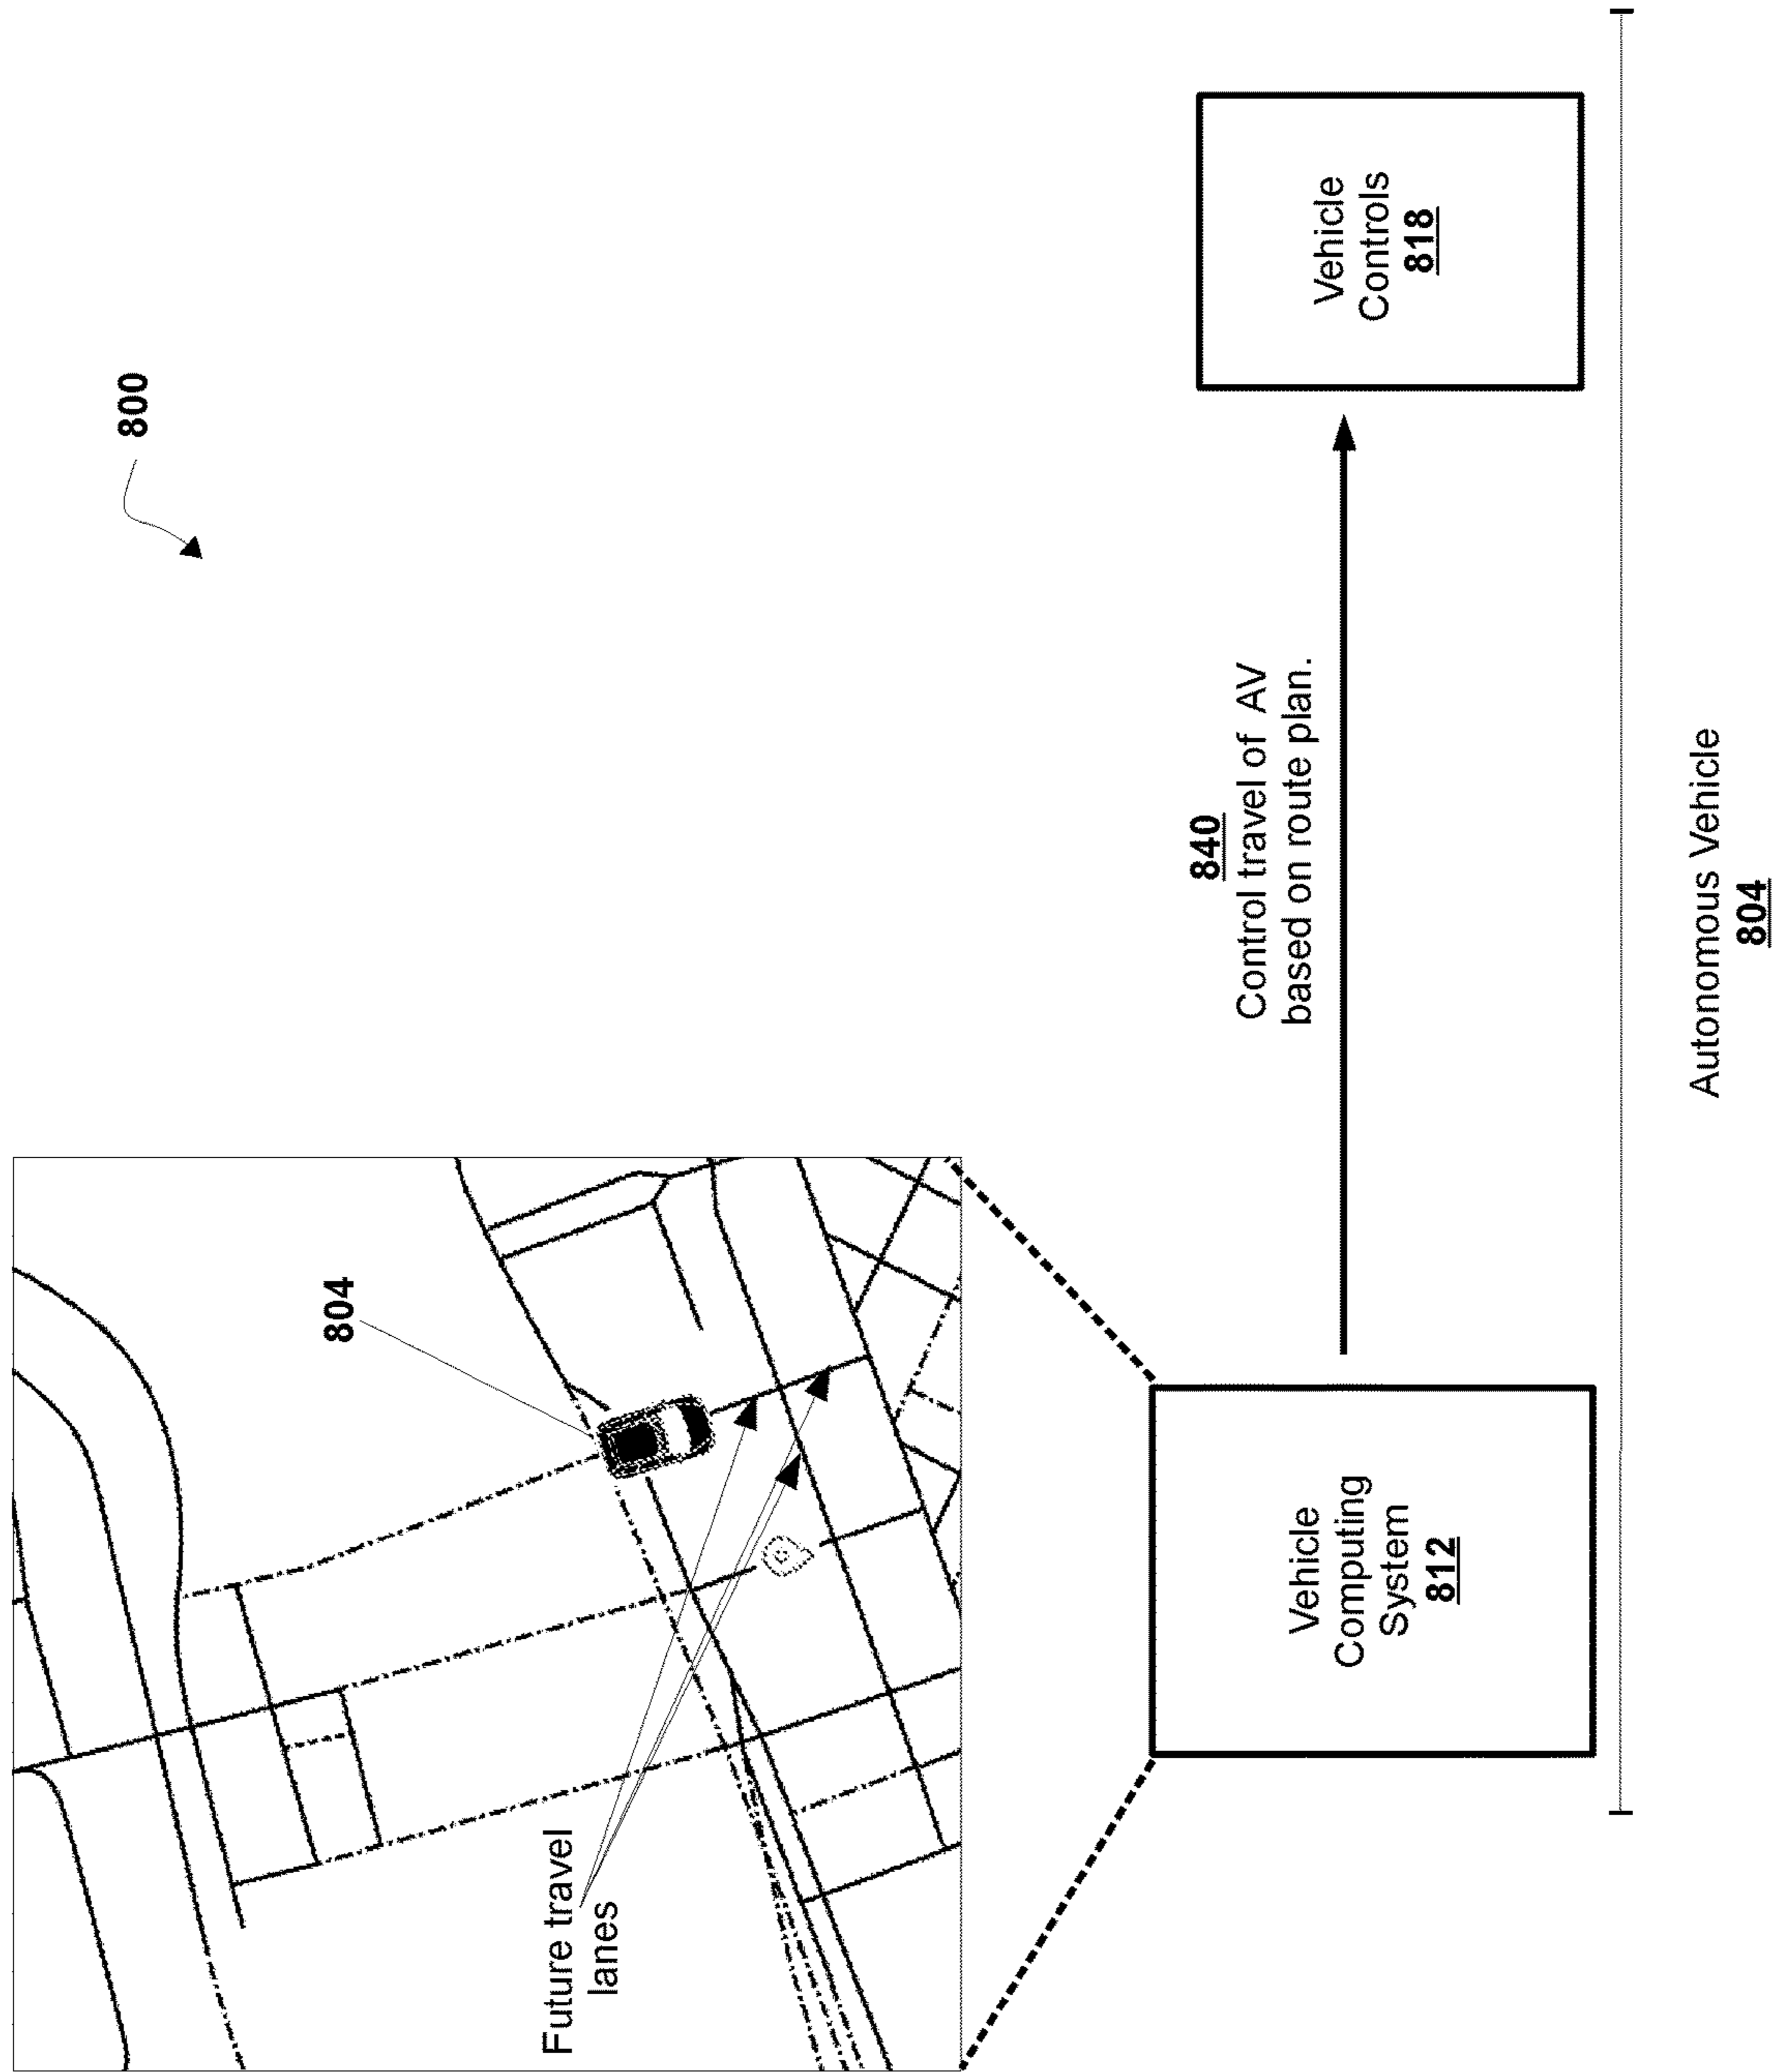 800
804
Future travel
lanes
840
Control travel of AV
based on route plan.
Vehicle
Computing
System
812
Vehicle
Controls
818
Autonomous Vehicle
804